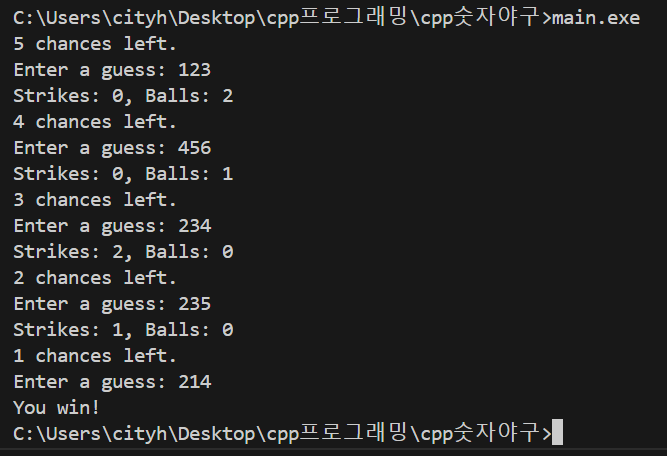 C:\Users\cityh\Desktop\cpp프로그래밍\cpp숫자야구>main.exe
5 chances left.
Enter a guess: 123
Strikes: 0, Balls: 2
4 chances left.
Enter a guess: 456
Strikes: 0, Balls: 1
3 chances left.
Enter a guess: 234
Strikes: 2, Balls: 0
2 chances left.
Enter a guess: 235
Strikes: 1, Balls: 0
1 chances left.
Enter a guess: 214
You win!
C:\Users\cityh\Desktop\cpp프로그래밍\cpp숫자야구>